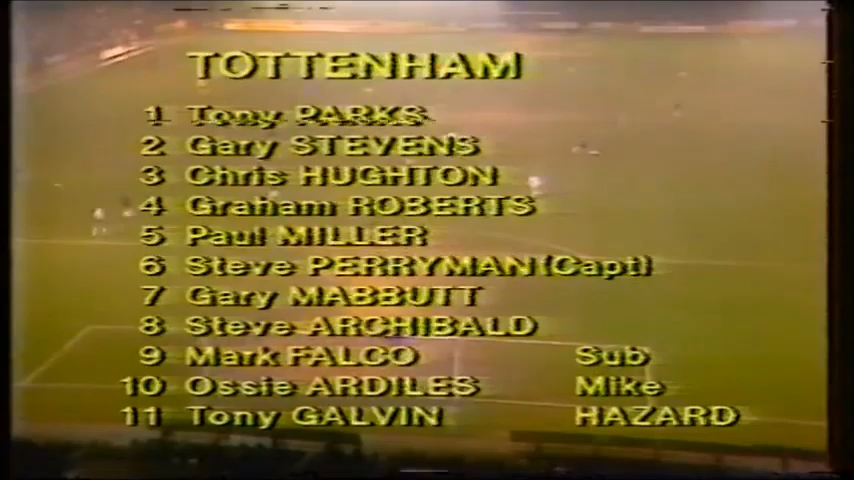 TOTTENHAM
1 Tony PARKS
2 Gary STEVENS
3 Chris HUGHTON
4 Graham ROBERTS
5 Paul MILLER
6 Steve PERRYMAN (Capt)
7 Gary MABBUTT
8 Steve ARCHIBALD
9 Mark FALCO Sub
10 Ossie ARDILES Mike
11 Tony GALVIN HAZARD